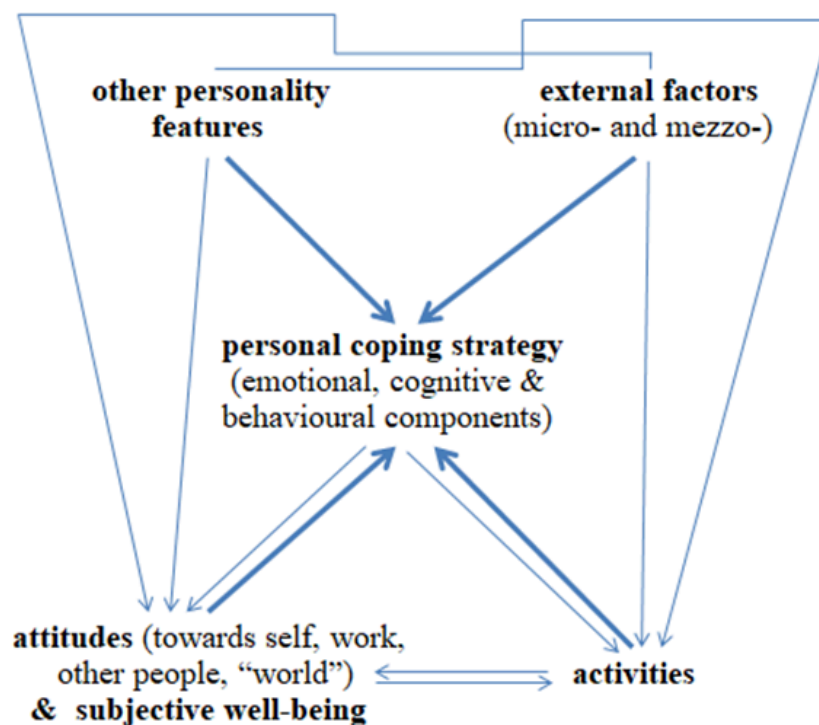 other personality
features
external factors
(micro- and mezzo-)
personal coping strategy
(emotional, cognitive &
behavioural components)
attitudes (towards self, work,
other people, “world”)
& subjective well-being
activities